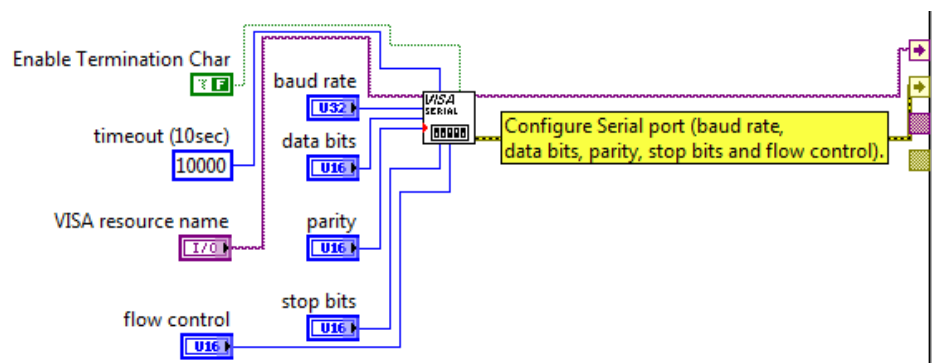 Enable Termination Char
F
timeout (10sec)
10000
VISA resource name
I/O
flow control
U16
baud rate
U32
data bits
U16
parity
U16
stop bits
U16
VISA
SERIAL
Configure Serial port (baud rate,
data bits, parity, stop bits and flow control).